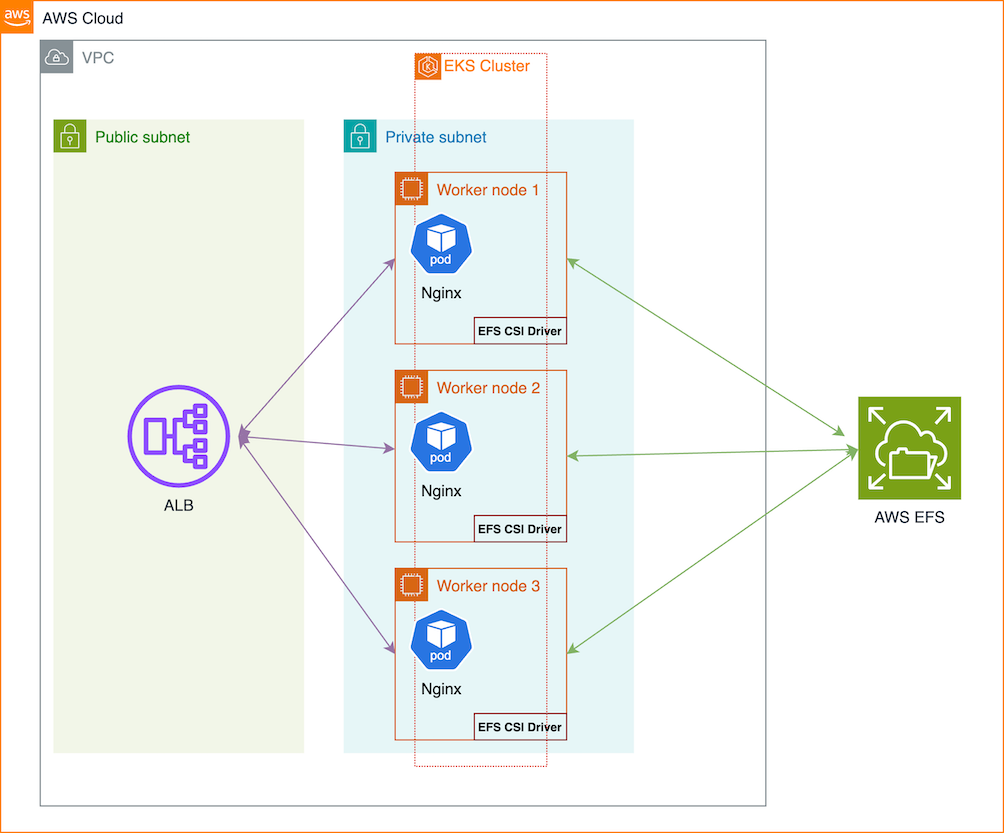 aws
AWS Cloud
VPC
EKS Cluster
Public subnet
Private subnet
Worker node 1
pod
Nginx
EFS CSI Driver
Worker node 2
pod
Nginx
EFS CSI Driver
ALB
AWS EFS
Worker node 3
pod
Nginx
EFS CSI Driver